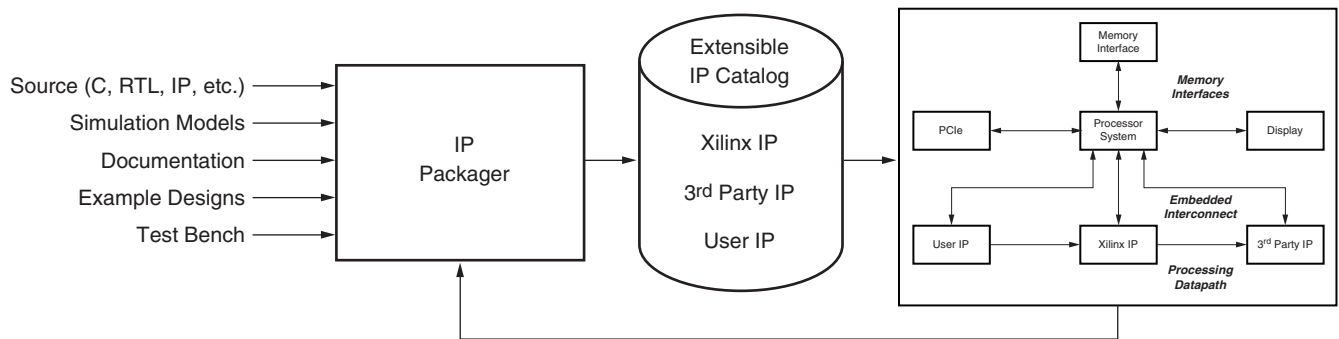 Source (C, RTL, IP, etc.)
Simulation Models
Documentation
Example Designs
Test Bench
IP
Packager
Extensible
IP Catalog
Xilinx IP
3rd Party IP
User IP
Memory
Interface
Memory
Interfaces
PCIe
Processor
System
Display
Embedded
Interconnect
User IP
Xilinx IP
3rd Party IP
Processing
Datapath